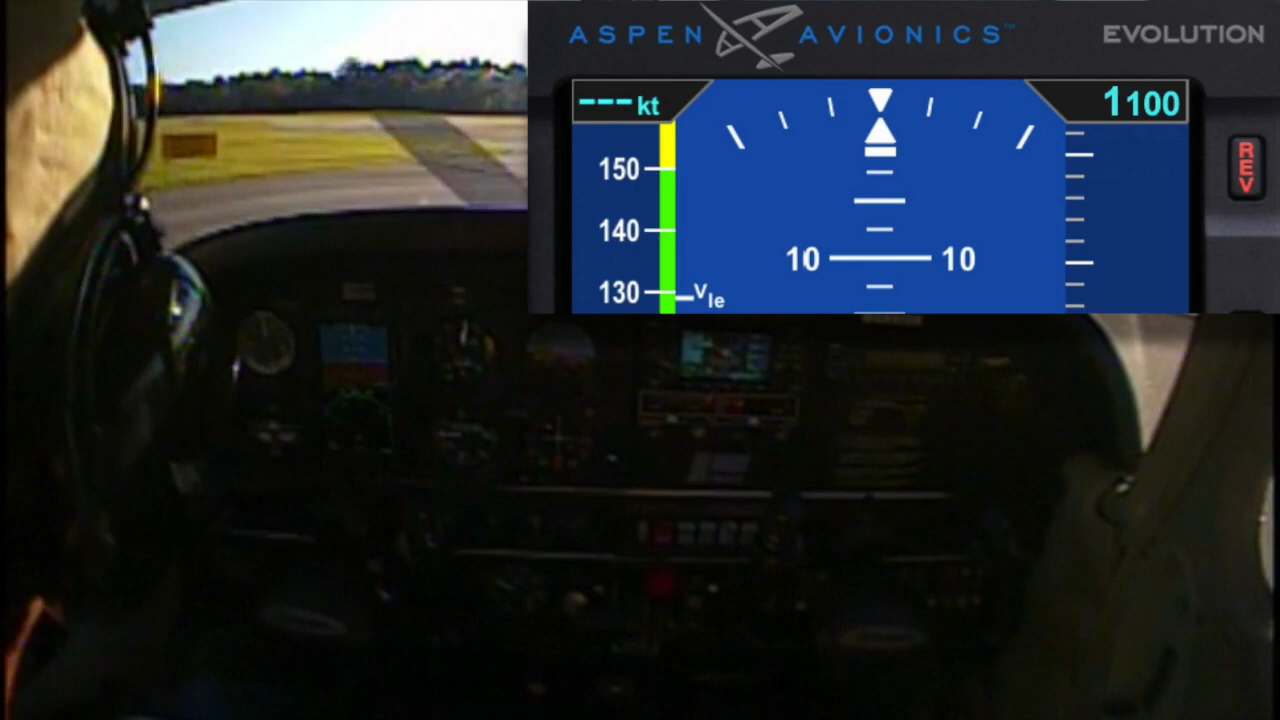 ASPEN AVIONICS™ EVOLUTION
---kt 1100
150
140
10 10
130 Vle
REV